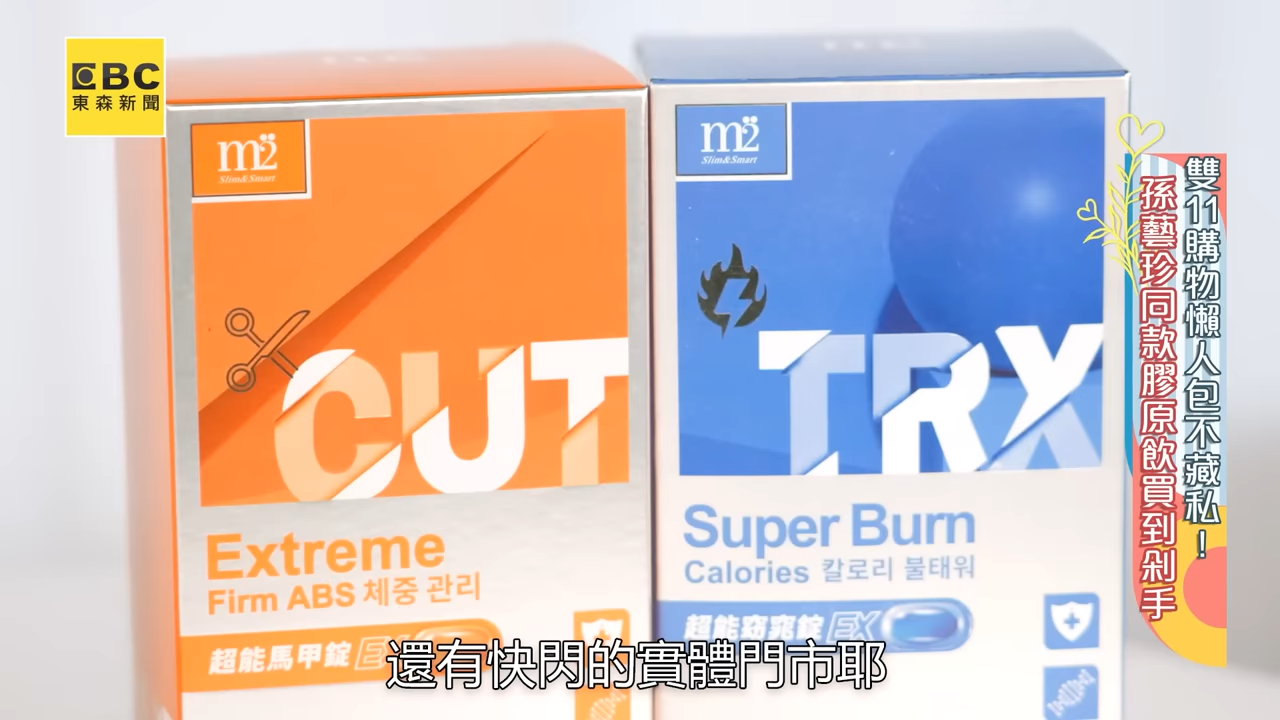 EBC
東森新聞
m2
Slim&Smart
CUT
Extreme
Firm ABS 체중 관리
超能馬甲錠
m2
Slim&Smart
TRX
Super Burn
Calories 칼로리 불태워
超能窈窕錠 EX
雙11購物懶人包不藏私!
孫藝珍同款膠原飲買到剁手
還有快閃的實體門市耶